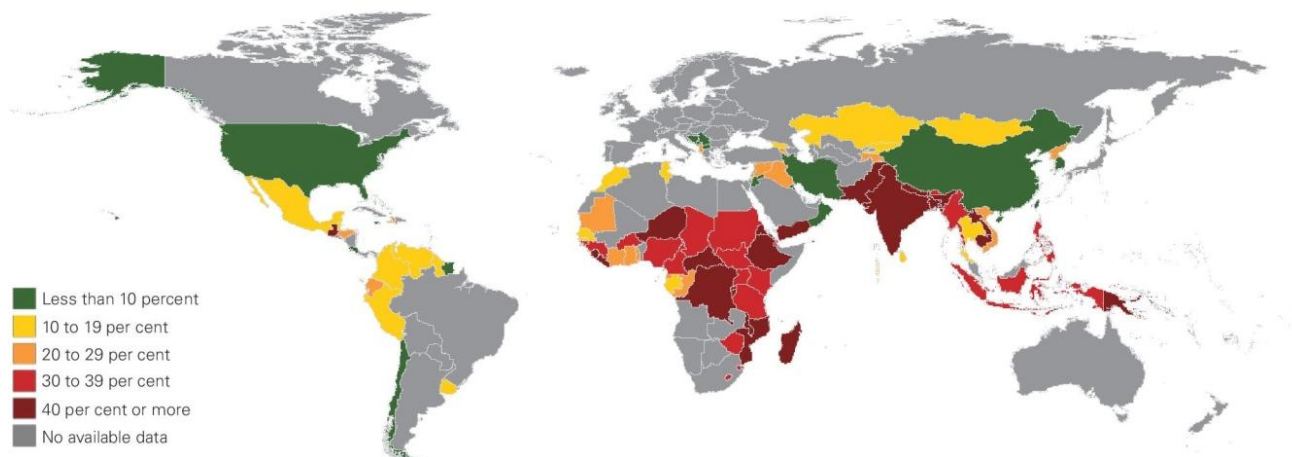 Less than 10 percent
10 to 19 per cent
20 to 29 per cent
30 to 39 per cent
40 per cent or more
No available data